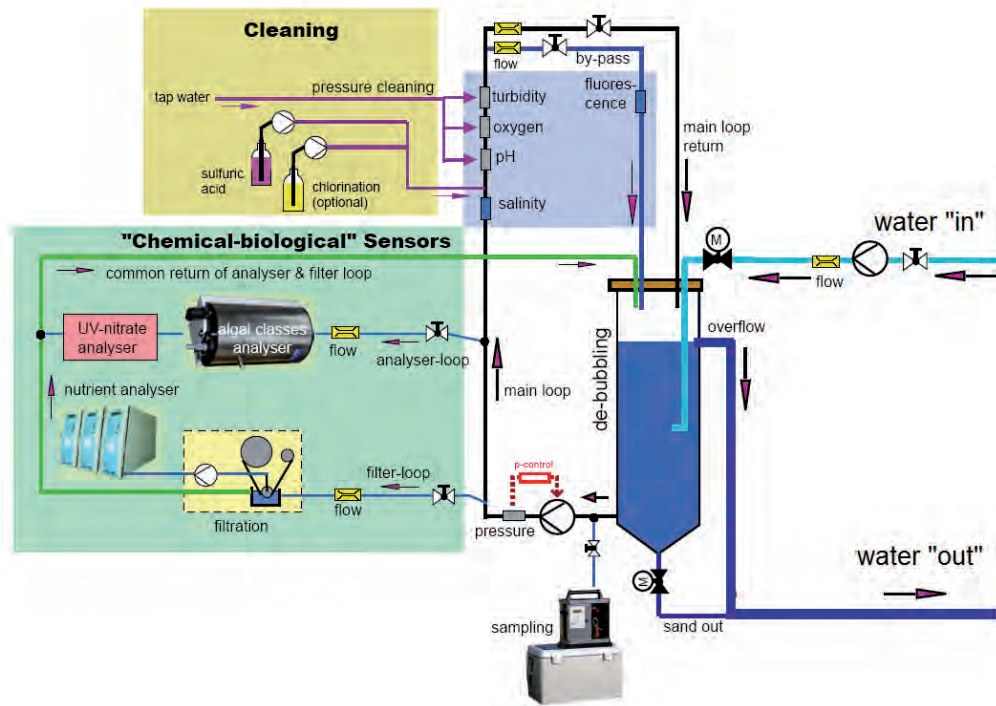 Cleaning
tap water
pressure cleaning
sulfuric
acid
chlorination
(optional)
flow
by-pass
turbidity
oxygen
pH
salinity
fluores-
cence
main loop
return
water "in"
M
flow
"Chemical-biological" Sensors
common return of analyser & filter loop
UV-nitrate
analyser
algal classes
analyser
flow
analyser-loop
main loop
nutrient analyser
filtration
flow
filter-loop
p-control
pressure
de-bubbling
overflow
water "out"
M
sand out
sampling